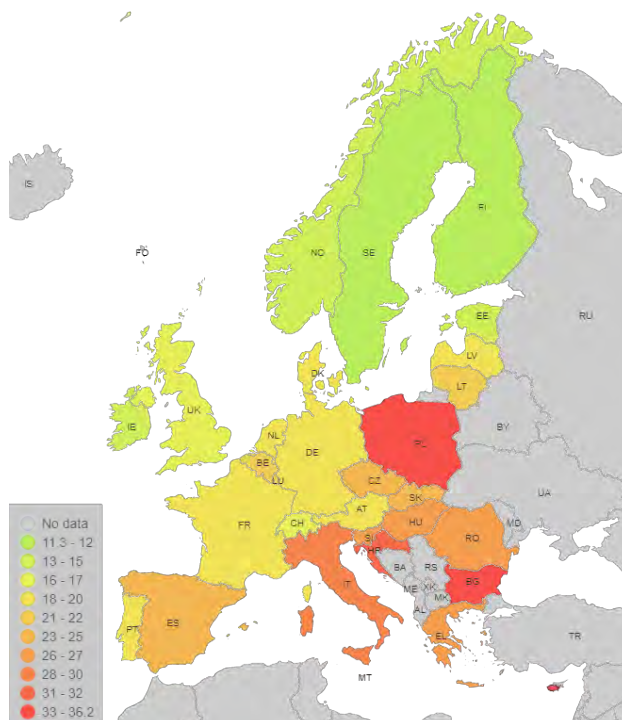 IS
FO
NO
SE
FI
RU
EE
LV
LT
DK
IE
UK
NL
BE
LU
DE
PL
BY
UA
CZ
SK
FR
CH
AT
HU
RO
MD
SI
HR
BA
RS
IT
ME
XK
BG
MK
AL
PT
ES
EL
TR
MT
No data
11.3 - 12
13 - 15
16 - 17
18 - 20
21 - 22
23 - 25
26 - 27
28 - 30
31 - 32
33 - 36.2